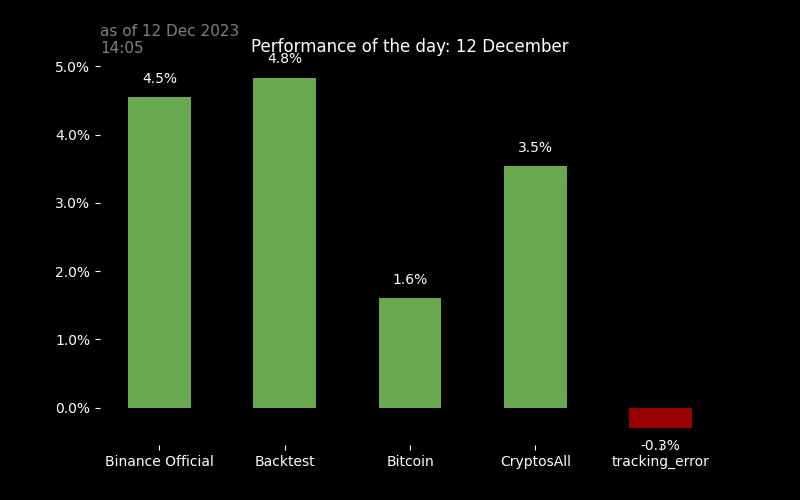 as of 12 Dec 2023
14:05
Performance of the day: 12 December
5.0%
4.0%
3.0%
2.0%
1.0%
0.0%
4.5%
4.8%
1.6%
3.5%
-0.3%
Binance Official
Backtest
Bitcoin
CryptosAll
tracking_error